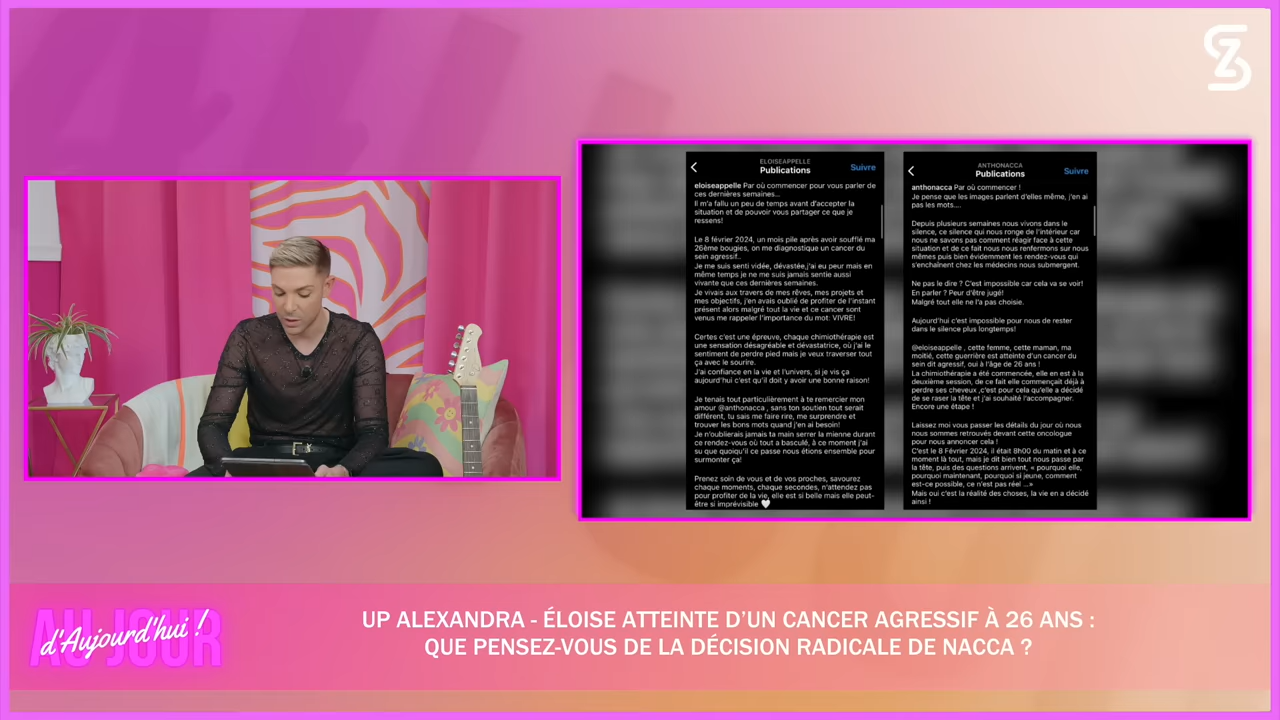 ELOISEAPPELLE
Publications
Suivre
eloiseappelle Par où commencer pour vous parler de
ces dernières semaines...
Il m'a fallu un peu de temps avant d'accepter la
situation et de pouvoir vous partager ce que je
ressens!
Le 8 février 2024, un mois pile après avoir soufflé ma
26ème bougies, on me diagnostique un cancer du
sein agressif..
Je me suis senti vidée, dévastée,j'ai eu peur mais en
même temps je ne me suis jamais sentie aussi
vivante que ces dernières semaines.
Je vivais aux travers de mes rêves, mes projets et
mes objectifs, j'en avais oublié de profiter de l'instant
présent alors malgré tout la vie et ce cancer sont
venus me rappeler l'importance du mot: VIVRE!
Certes c'est une épreuve, chaque chimiothérapie est
une sensation désagréable et dévastatrice, où j'ai le
sentiment de perdre pied mais je veux traverser tout
ça avec le sourire.
J'ai confiance en la vie et l'univers, si je vis ça
aujourd'hui c'est qu'il doit y avoir une bonne raison!
Je tenais tout particulièrement à te remercier mon
amour @anthonacca , sans ton soutien tout serait
différent, tu sais me faire rire, me surprendre et
trouver les bons mots quand j'en ai besoin!
Je n'oublierais jamais ta main serrer la mienne durant
ce rendez-vous où tout a basculé, à ce moment j'ai
su que quoiqu'il ce passe nous étions ensemble pour
surmonter ça!
Prenez soin de vous et de vos proches, savourez
chaque moments, chaque secondes, n'attendez pas
pour profiter de la vie, elle est si belle mais elle peut-
être si imprévisible 🤍
ANTHONACCA
Publications
Suivre
anthonacca Par où commencer !
Je pense que les images parlent d'elles même, j'en ai
pas les mots....
Depuis plusieurs semaines nous vivons dans le
silence, ce silence qui nous ronge de l'intérieur car
nous ne savons pas comment réagir face à cette
situation et de ce fait nous nous renfermons sur nous
mêmes puis bien évidemment les rendez-vous qui
s'enchaînent chez les médecins nous submergent.
Ne pas le dire ? C'est impossible car cela va se voir!
En parler ? Peur d'être jugé!
Malgré tout elle ne l'a pas choisie.
Aujourd'hui c'est impossible pour nous de rester
dans le silence plus longtemps!
@eloiseappelle , cette femme, cette maman, ma
moitié, cette guerrière est atteinte d'un cancer du
sein dit agressif, oui à l'âge de 26 ans !
La chimiothérapie a été commencée, elle en est à la
deuxième session, de ce fait elle commençait déjà à
perdre ses cheveux ,c'est pour cela qu'elle a décidé
de se raser la tête et j'ai souhaité l'accompagner.
Encore une étape !
Laissez moi vous passer les détails du jour où nous
nous sommes retrouvés devant cette oncologue
pour nous annoncer cela !
C'est le 8 Février 2024, il était 8h00 du matin et à ce
moment là tout, mais je dit bien tout nous passe par
la tête, puis des questions arrivent, « pourquoi elle,
pourquoi maintenant, pourquoi si jeune, comment
est-ce possible, ce n'est pas réel ...»
Mais oui c'est la réalité des choses, la vie en a décidé
ainsi !
AUJOUR
d'Aujourd'hui !
UP ALEXANDRA - ÉLOISE ATTEINTE D'UN CANCER AGRESSIF À 26 ANS :
QUE PENSEZ-VOUS DE LA DÉCISION RADICALE DE NACCA ?